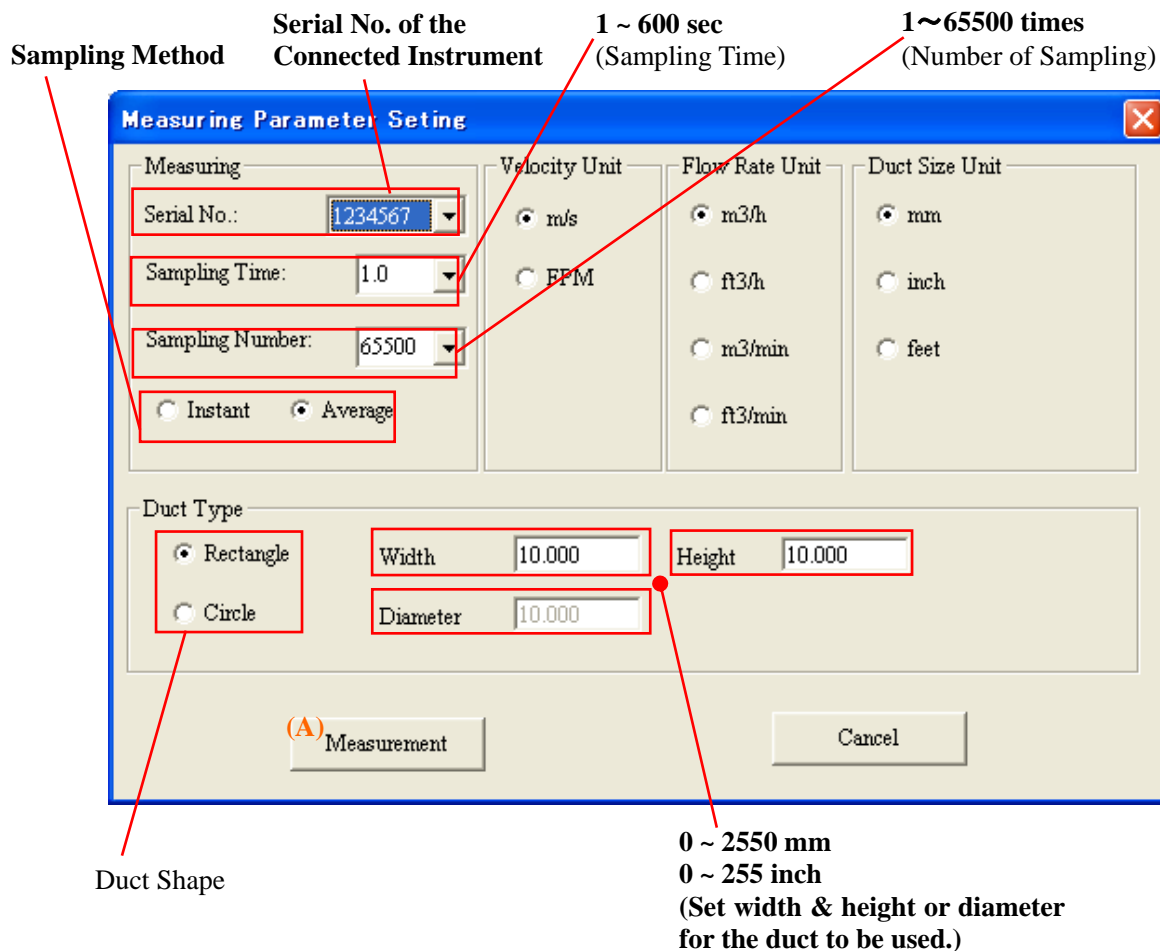 Sampling Method
Serial No. of the
Connected Instrument
1 ~ 600 sec
(Sampling Time)
1～65500 times
(Number of Sampling)
Measuring Parameter Seting
Measuring
Serial No.: 1234567
Sampling Time: 1.0
Sampling Number: 65500
Instant Average
Velocity Unit
m/s
FPM
Flow Rate Unit
m3/h
ft3/h
m3/min
ft3/min
Duct Size Unit
mm
inch
feet
Duct Type
Rectangle
Circle
Width 10.000
Height 10.000
Diameter 10.000
(A) Measurement
Cancel
Duct Shape
0 ~ 2550 mm
0 ~ 255 inch
(Set width & height or diameter
for the duct to be used.)